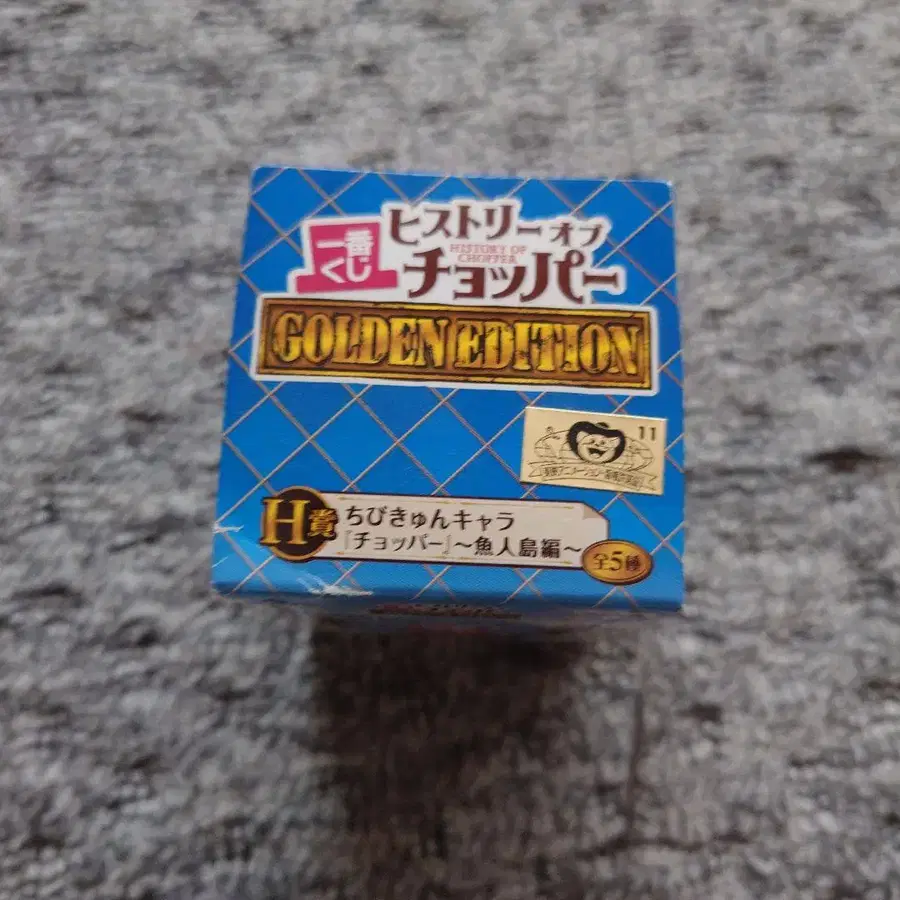 一番
くじ
ヒストリーオブ
HISTORY OF
CHOPPER
チョッパー
GOLDEN EDITION
11
H賞
ちびきゅんキャラ
『チョッパー』～魚人島編～
全5種